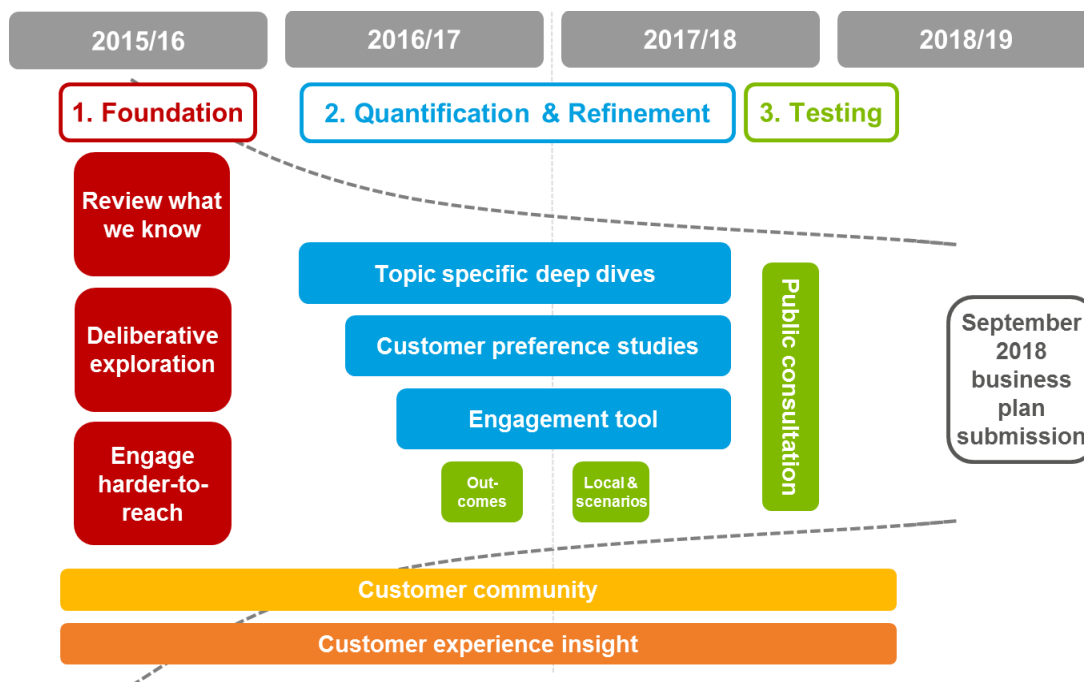 2015/16
2016/17
2017/18
2018/19
1. Foundation
2. Quantification & Refinement
3. Testing
Review what
we know
Deliberative
exploration
Engage
harder-to-
reach
Topic specific deep dives
Customer preference studies
Engagement tool
Out-
comes
Local &
scenarios
Public consultation
September
2018
business
plan
submission
Customer community
Customer experience insight